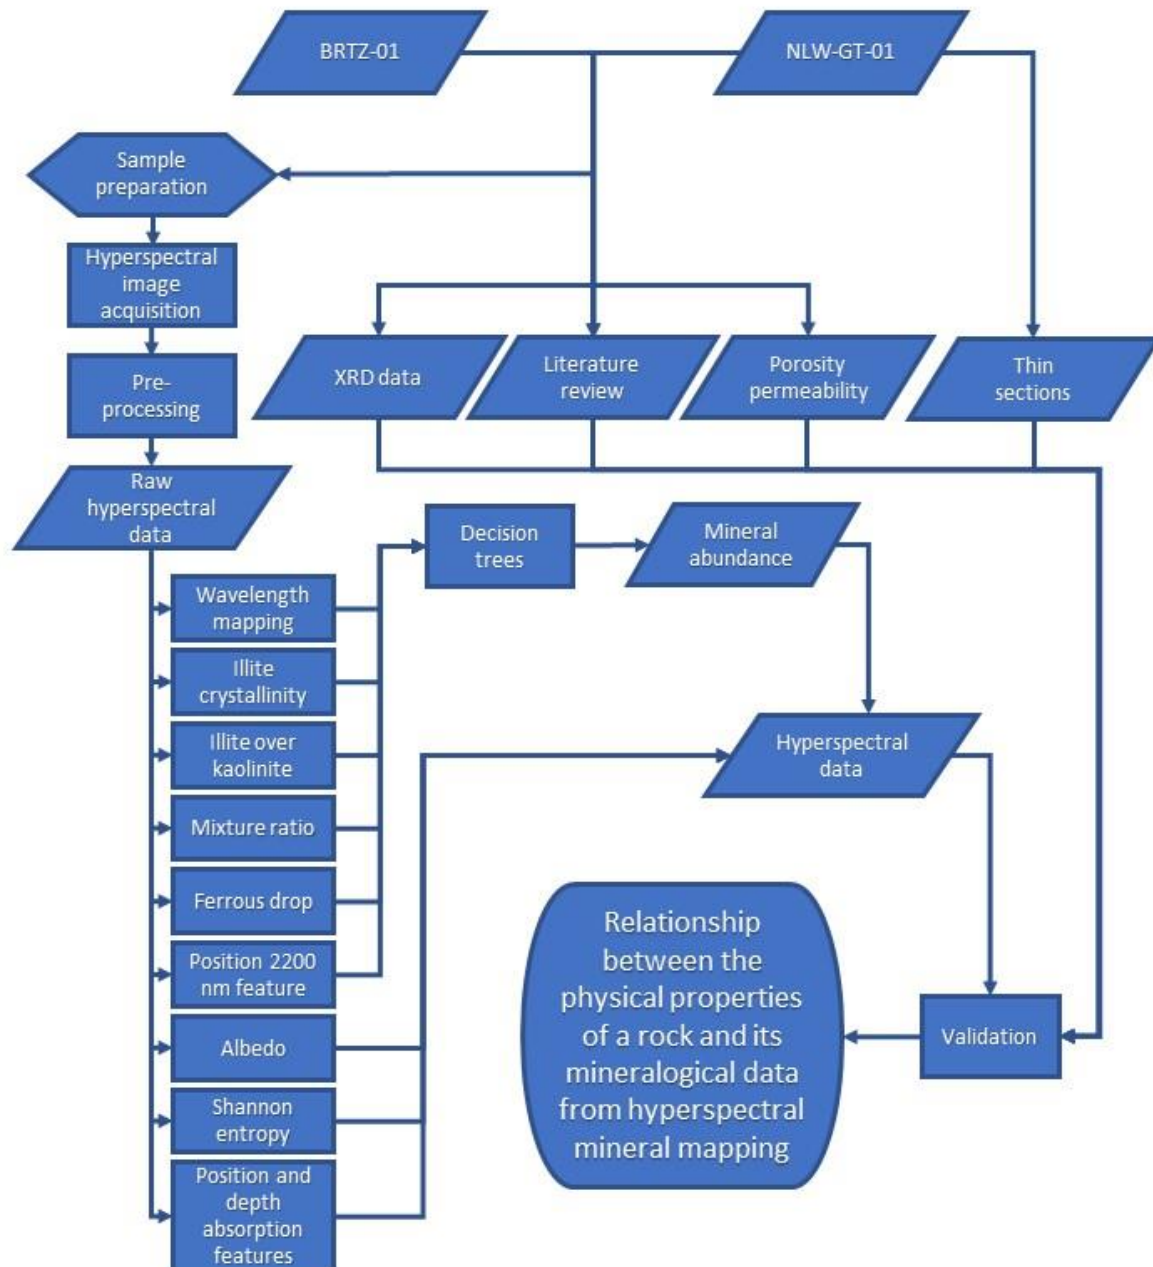 BRTZ-01
NLW-GT-01
Sample
preparation
Hyperspectral
image
acquisition
Pre-
processing
XRD data
Literature
review
Porosity
permeability
Thin
sections
Raw
hyperspectral
data
Decision
trees
Mineral
abundance
Wavelength
mapping
Illite
crystallinity
Illite over
kaolinite
Mixture ratio
Ferrous drop
Position 2200
nm feature
Albedo
Shannon
entropy
Position and
depth
absorption
features
Hyperspectral
data
Validation
Relationship
between the
physical properties
of a rock and its
mineralogical data
from hyperspectral
mineral mapping